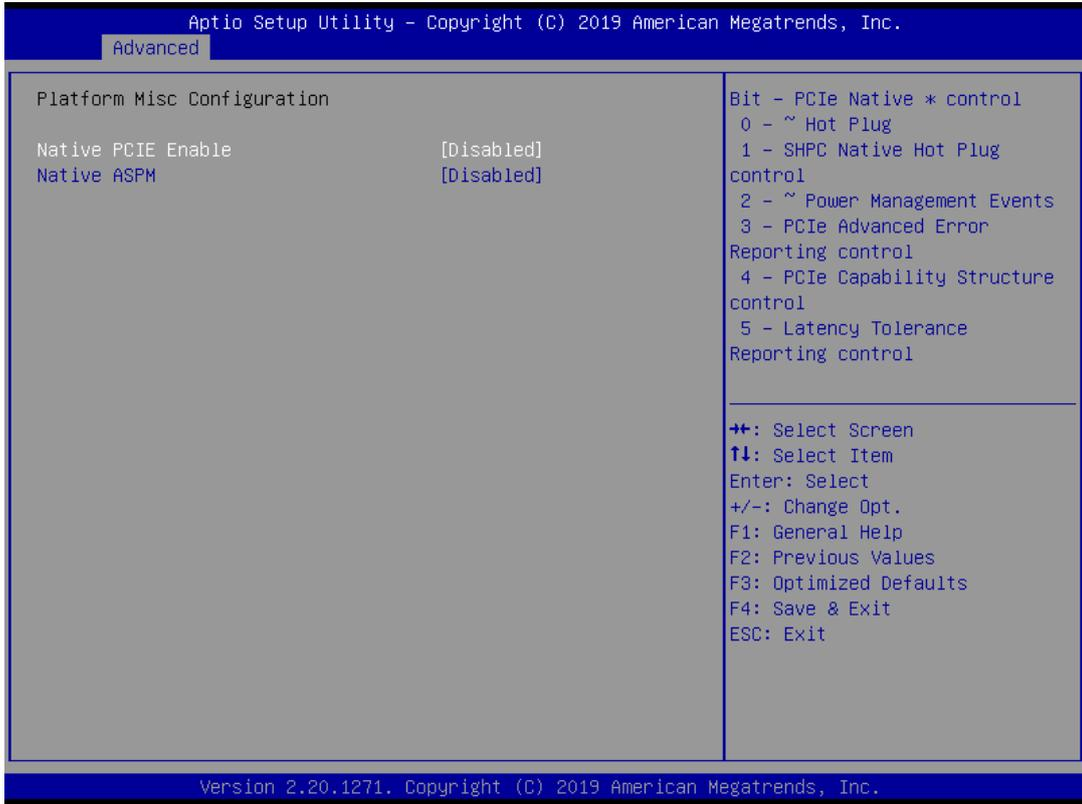 Aptio Setup Utility – Copyright (C) 2019 American Megatrends, Inc.
Advanced
Platform Misc Configuration
Native PCIE Enable [Disabled]
Native ASPM [Disabled]
Bit – PCIe Native * control
0 – ~ Hot Plug
1 – SHPC Native Hot Plug
control
2 – ~ Power Management Events
3 – PCIe Advanced Error
Reporting control
4 – PCIe Capability Structure
control
5 – Latency Tolerance
Reporting control
→←: Select Screen
↑↓: Select Item
Enter: Select
+/-: Change Opt.
F1: General Help
F2: Previous Values
F3: Optimized Defaults
F4: Save & Exit
ESC: Exit
Version 2.20.1271. Copyright (C) 2019 American Megatrends, Inc.